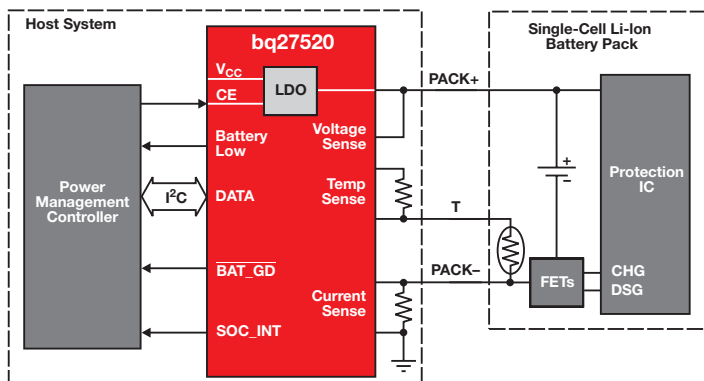 Host System
bq27520
Single-Cell Li-Ion
Battery Pack
VCC
LDO
CE
PACK+
Battery
Low
Voltage
Sense
+
–
Protection
IC
Power
Management
Controller
I2C
DATA
Temp
Sense
T
BAT_GD
PACK–
FETs
CHG
DSG
Current
Sense
SOC_INT